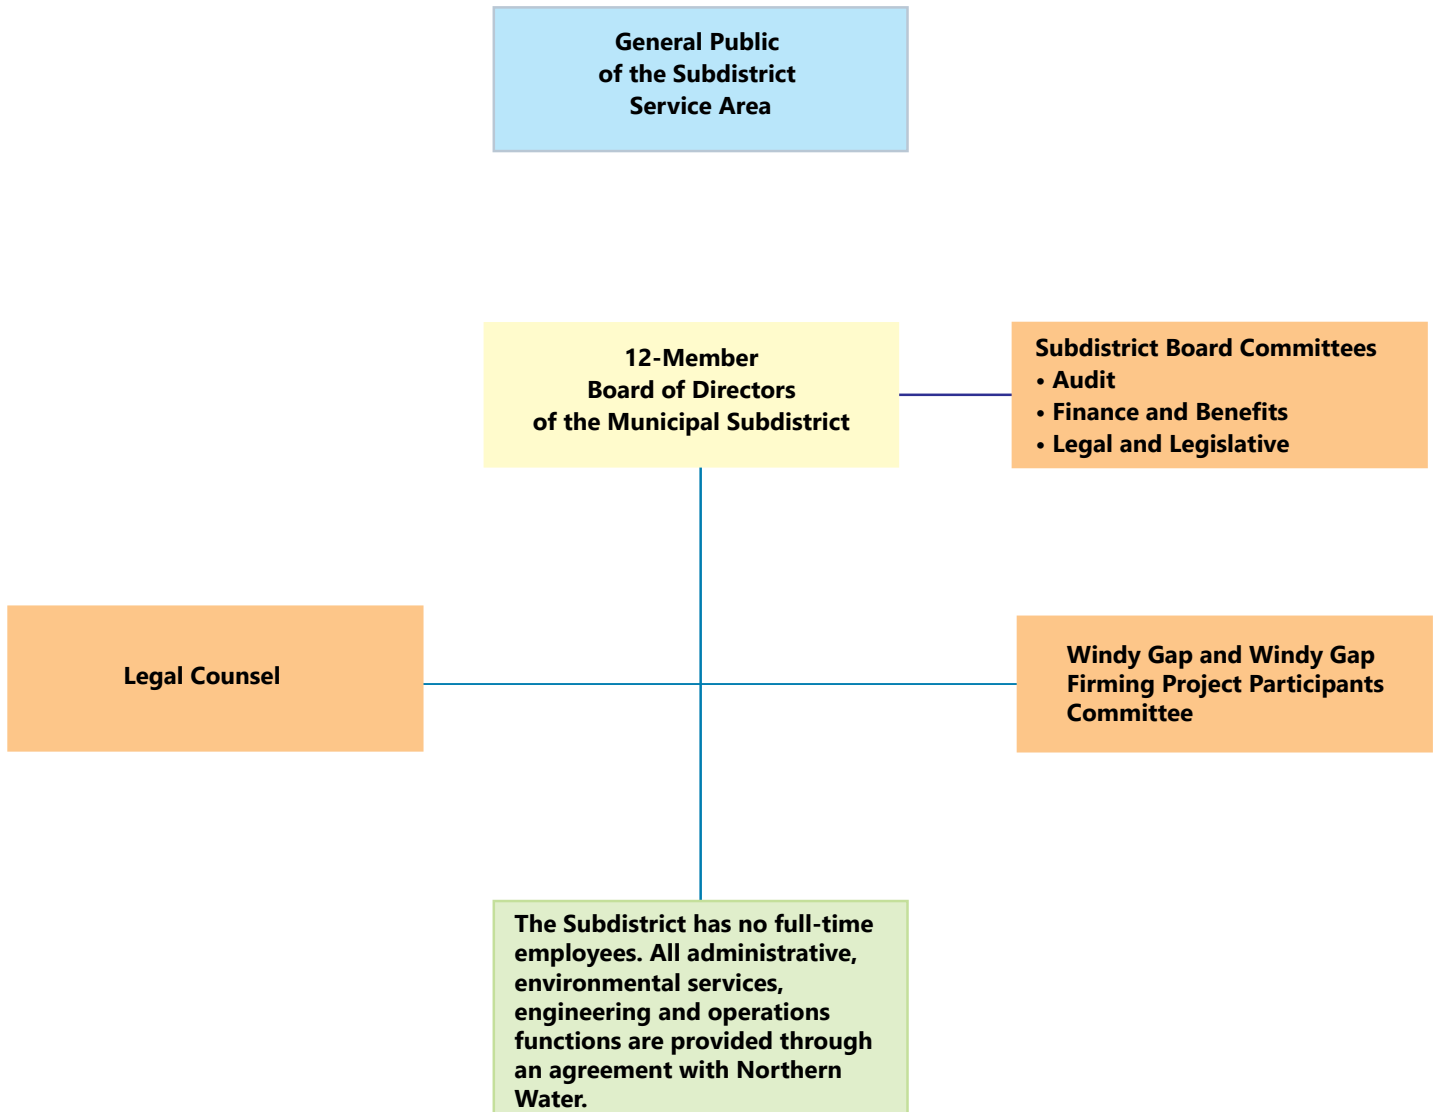 General Public
of the Subdistrict
Service Area
12-Member
Board of Directors
of the Municipal Subdistrict
Subdistrict Board Committees
• Audit
• Finance and Benefits
• Legal and Legislative
Legal Counsel
Windy Gap and Windy Gap
Firming Project Participants
Committee
The Subdistrict has no full-time
employees. All administrative,
environmental services,
engineering and operations
functions are provided through
an agreement with Northern
Water.